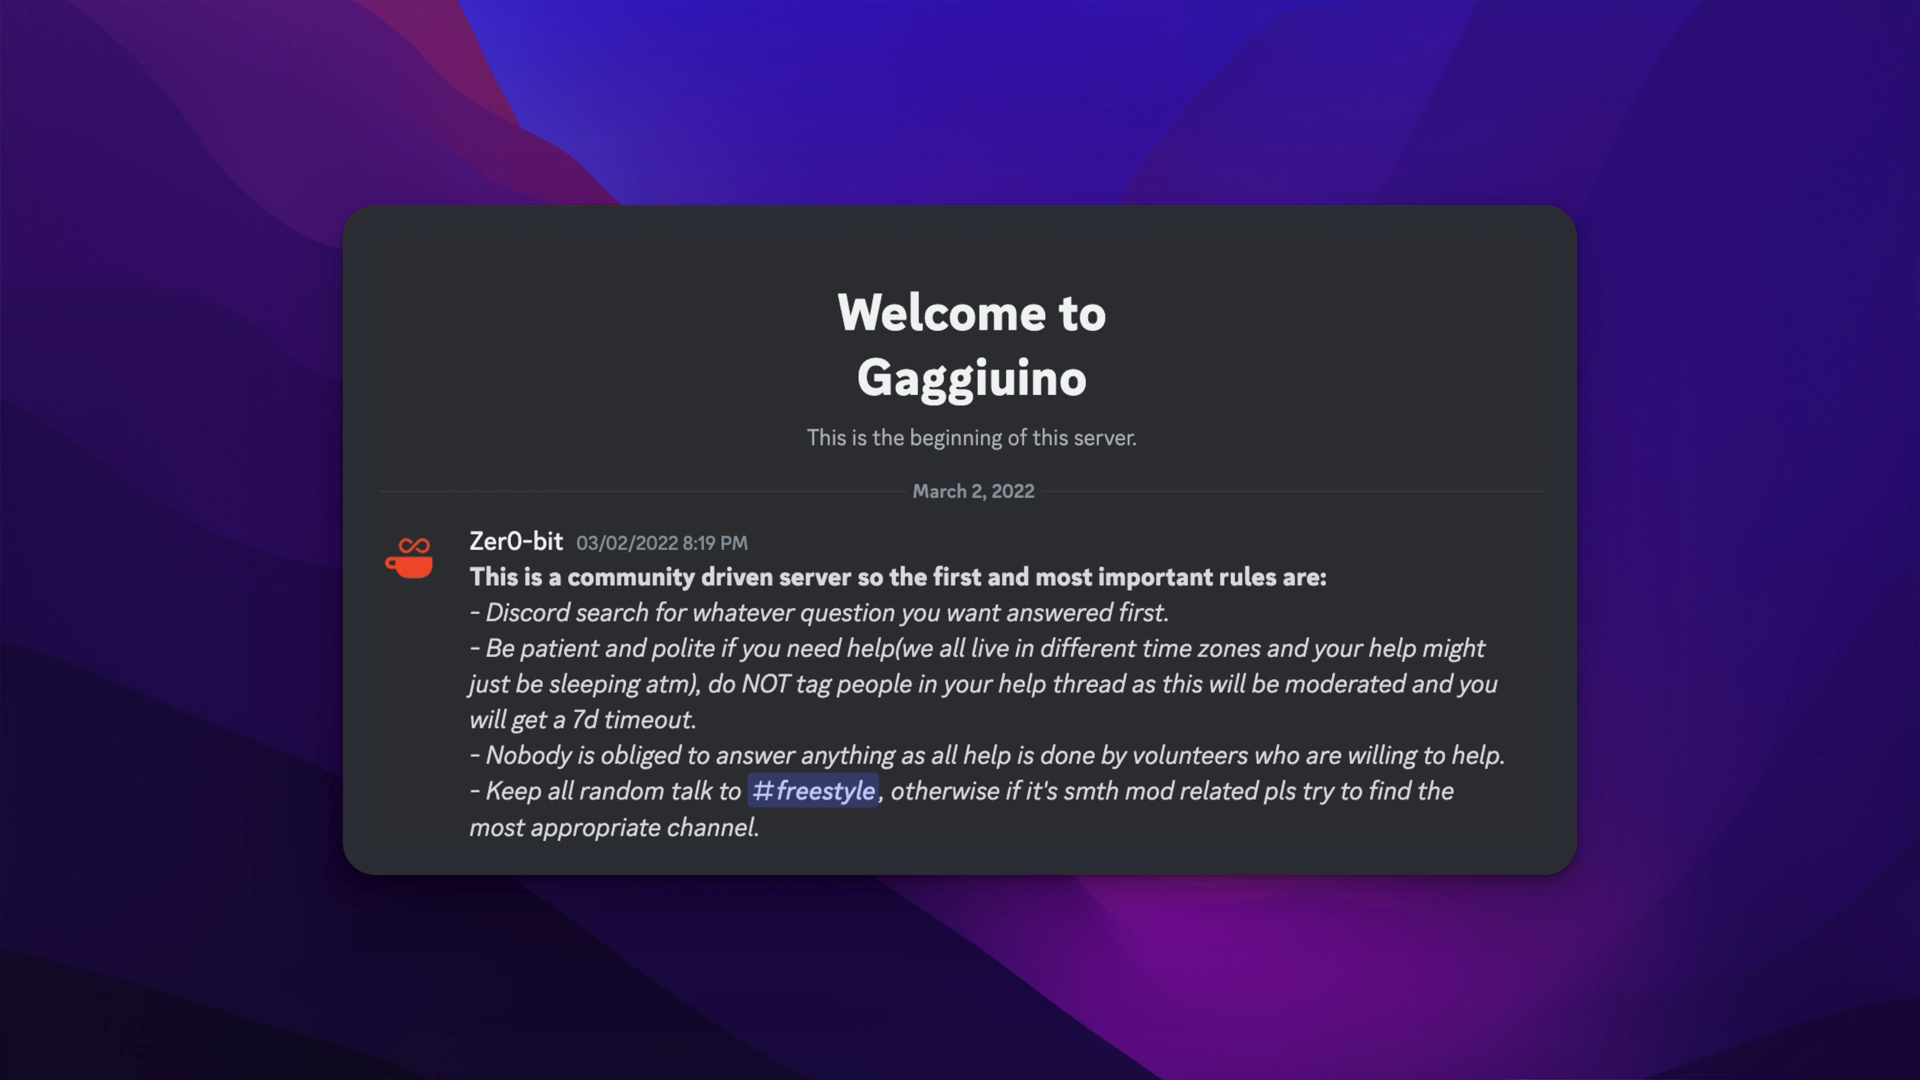 Welcome to
Gaggiuino
This is the beginning of this server.
March 2, 2022
Zer0-bit 03/02/2022 8:19 PM
This is a community driven server so the first and most important rules are:
- Discord search for whatever question you want answered first.
- Be patient and polite if you need help(we all live in different time zones and your help might
just be sleeping atm), do NOT tag people in your help thread as this will be moderated and you
will get a 7d timeout.
- Nobody is obliged to answer anything as all help is done by volunteers who are willing to help.
- Keep all random talk to #freestyle, otherwise if it's smth mod related pls try to find the
most appropriate channel.